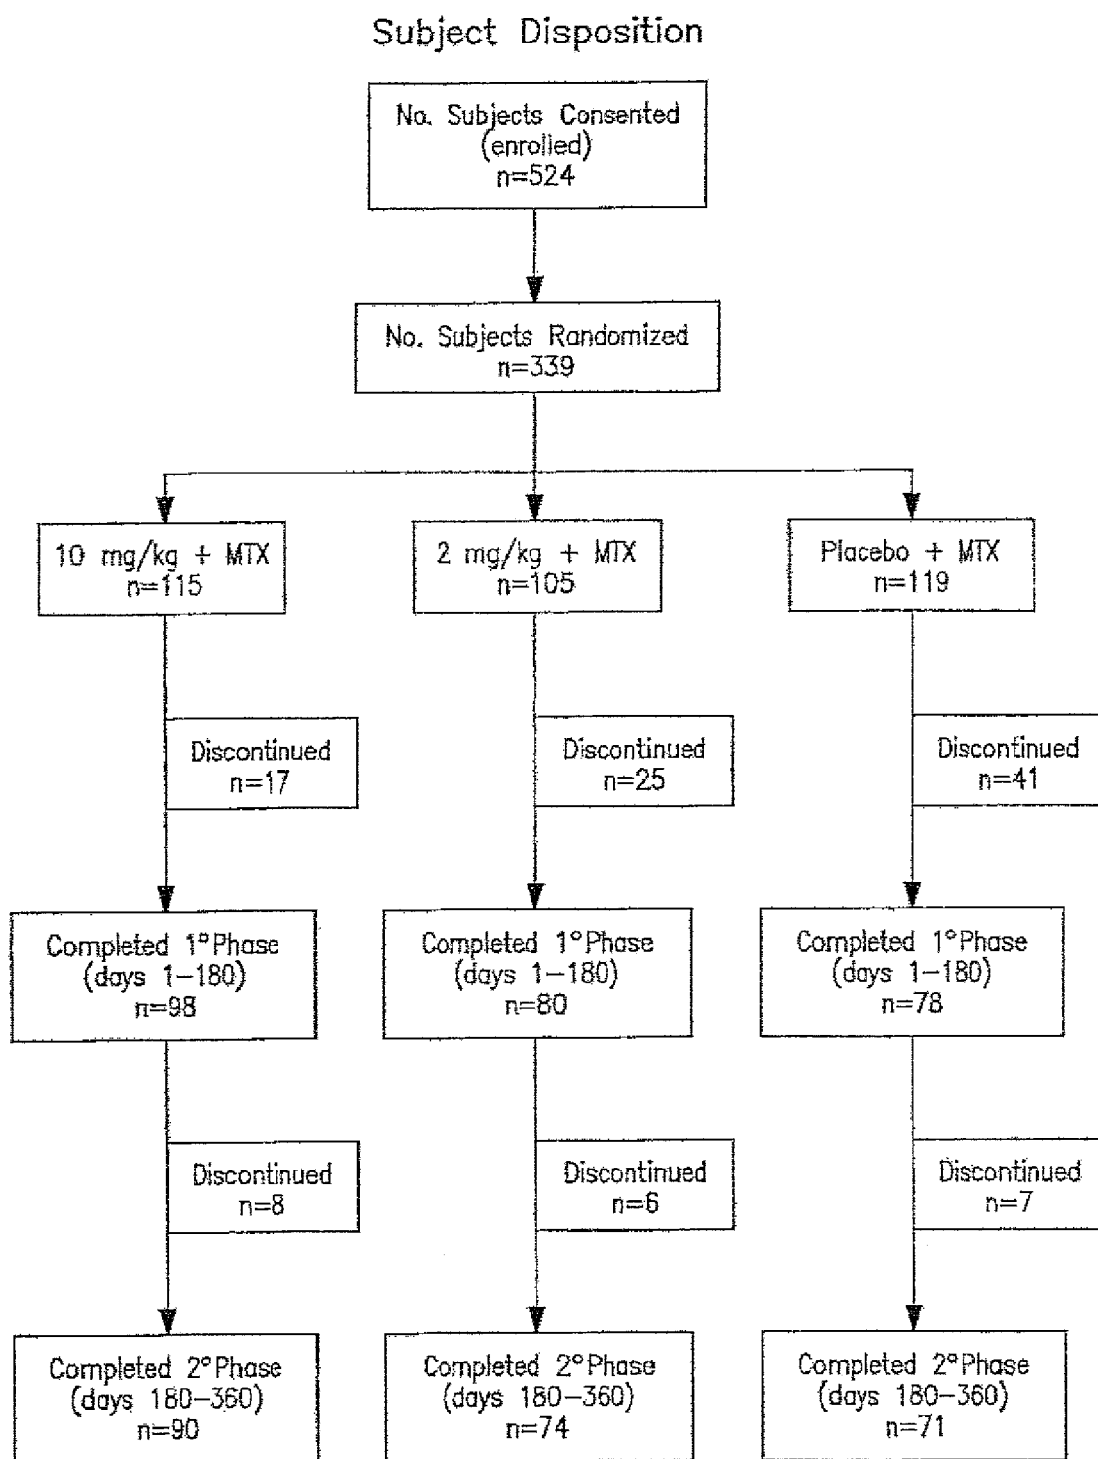 Subject Disposition
No. Subjects Consented
(enrolled)
n=524
No. Subjects Randomized
n=339
10 mg/kg + MTX
n=115
2 mg/kg + MTX
n=105
Placebo + MTX
n=119
Discontinued
n=17
Discontinued
n=25
Discontinued
n=41
Completed 1°Phase
(days 1-180)
n=98
Completed 1°Phase
(days 1-180)
n=80
Completed 1°Phase
(days 1-180)
n=78
Discontinued
n=8
Discontinued
n=6
Discontinued
n=7
Completed 2°Phase
(days 180-360)
n=90
Completed 2°Phase
(days 180-360)
n=74
Completed 2°Phase
(days 180-360)
n=71